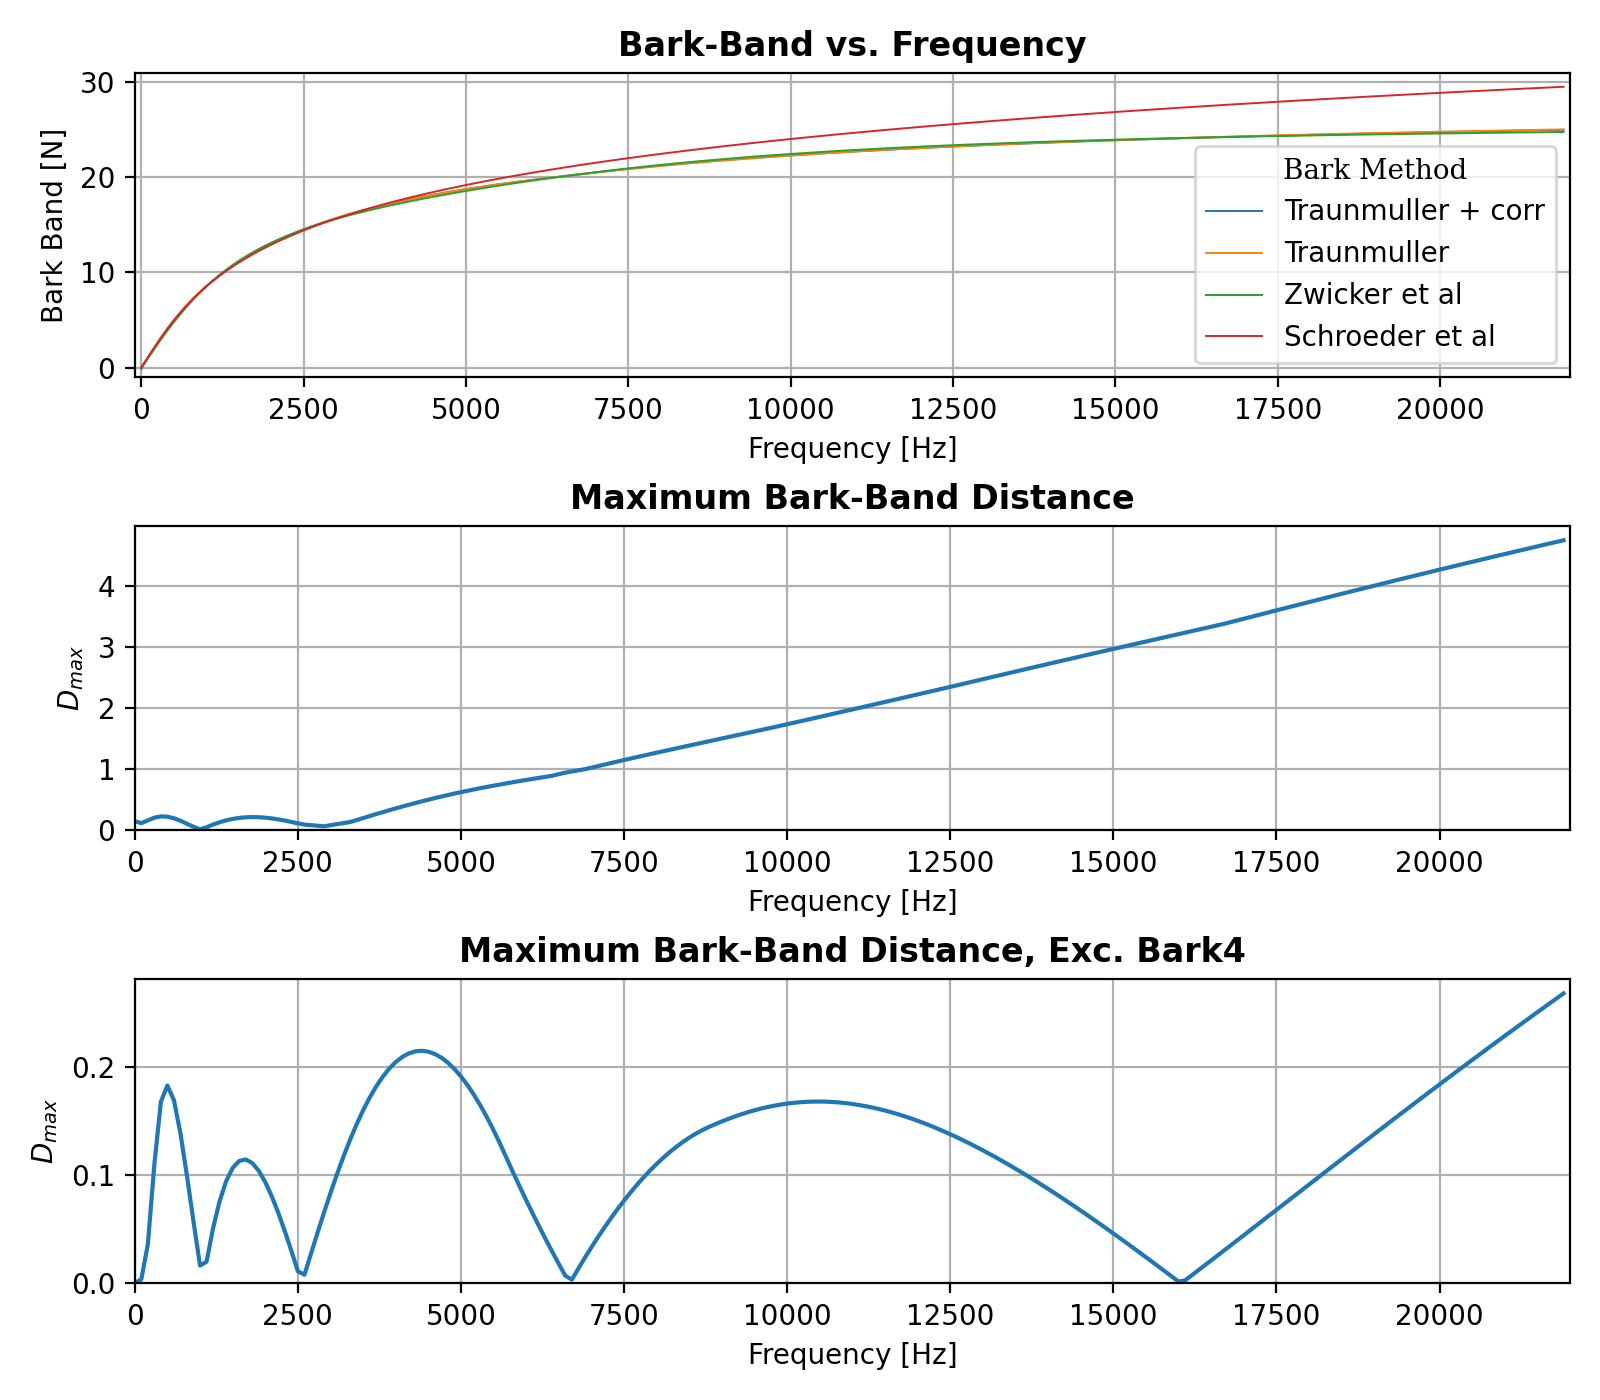 Bark-Band vs. Frequency
Bark Band [N]
30
20
10
0
Bark Method
Traunmuller + corr
Traunmuller
Zwicker et al
Schroeder et al
0 2500 5000 7500 10000 12500 15000 17500 20000
Frequency [Hz]
Maximum Bark-Band Distance
D_max
4
3
2
1
0
0 2500 5000 7500 10000 12500 15000 17500 20000
Frequency [Hz]
Maximum Bark-Band Distance, Exc. Bark4
D_max
0.2
0.1
0.0
0 2500 5000 7500 10000 12500 15000 17500 20000
Frequency [Hz]